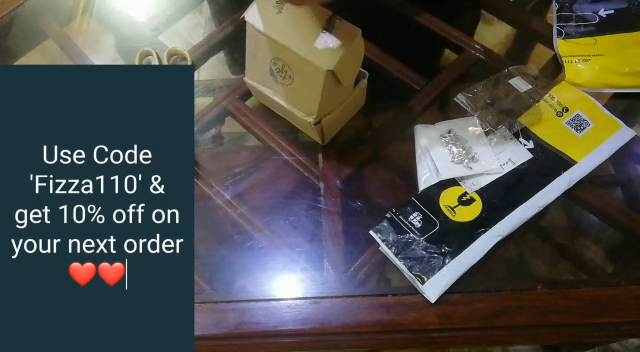 Use Code
'Fizza110' &
get 10% off on
your next order
❤️❤️